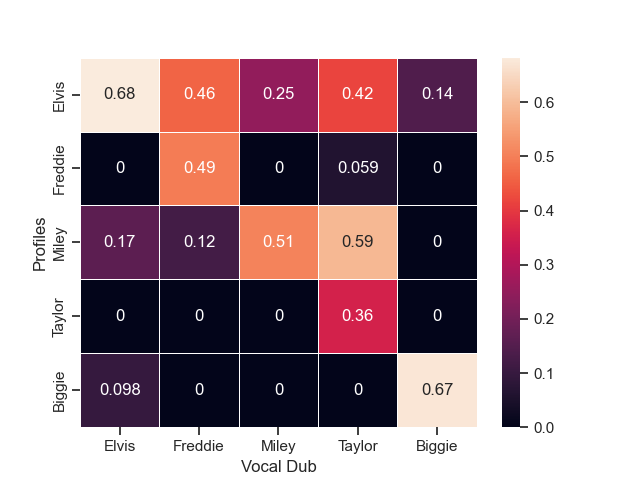 Elvis 0.68 0.46 0.25 0.42 0.14
Freddie 0 0.49 0 0.059 0
Miley 0.17 0.12 0.51 0.59 0
Taylor 0 0 0 0.36 0
Biggie 0.098 0 0 0 0.67
Elvis Freddie Miley Taylor Biggie
Vocal Dub
Profiles
0.6
0.5
0.4
0.3
0.2
0.1
0.0